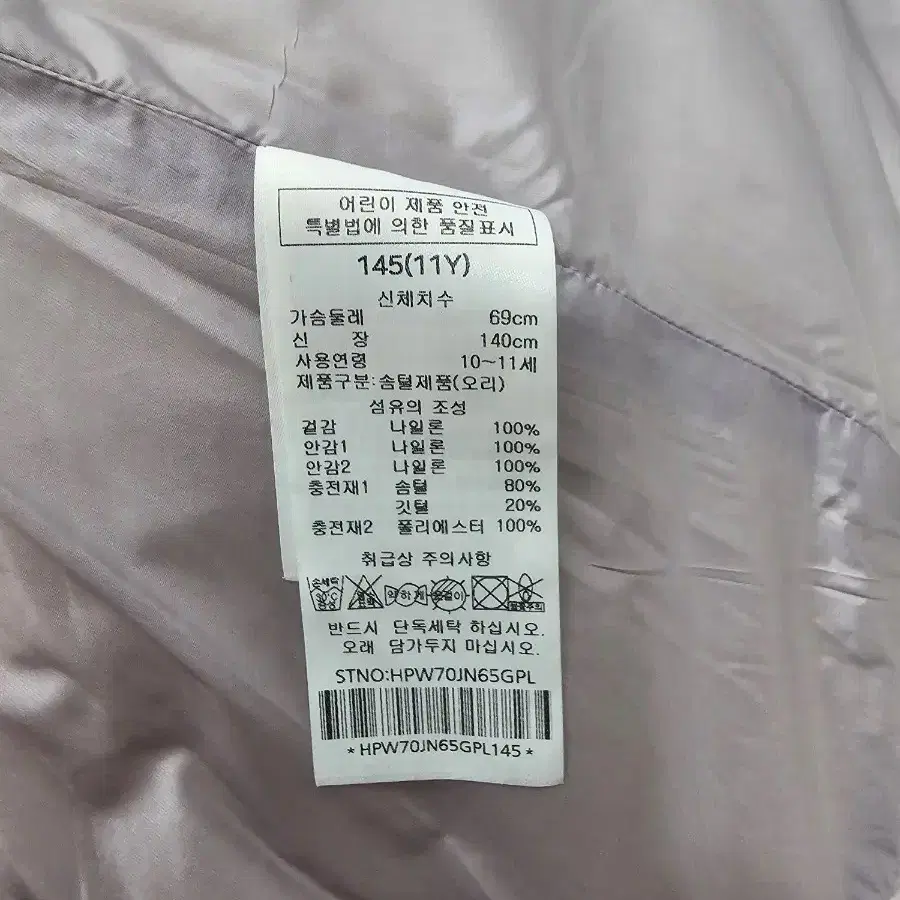 어린이 제품 안전
특별법에 의한 품질표시
145(11Y)
신체치수
가슴둘레 69cm
신 장 140cm
사용연령 10~11세
제품구분:솜털제품(오리)
섬유의 조성
겉감 나일론 100%
안감1 나일론 100%
안감2 나일론 100%
충전재1 솜털 80%
깃털 20%
충전재2 폴리에스터 100%
취급상 주의사항
손세탁 약하게
반드시 단독세탁 하십시오.
오래 담가두지 마십시오.
STNO:HPW70JN65GPL
*HPW70JN65GPL145*